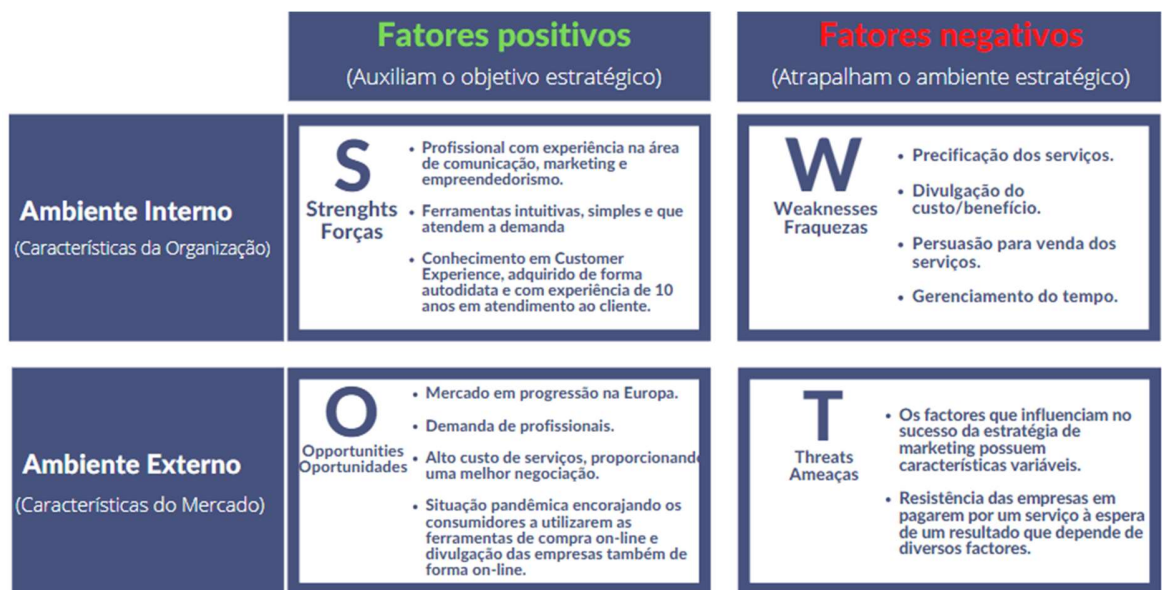 Fatores positivos
(Auxiliam o objetivo estratégico)
Fatores negativos
(Atrapalham o ambiente estratégico)
Ambiente Interno
(Características da Organização)
S
Strenghts
Forças
• Profissional com experiência na área
de comunicação, marketing e
empreendedorismo.
• Ferramentas intuitivas, simples e que
atendem a demanda
• Conhecimento em Customer
Experience, adquirido de forma
autodidata e com experiência de 10
anos em atendimento ao cliente.
W
Weaknesses
Fraquezas
• Precificação dos serviços.
• Divulgação do
custo/benefício.
• Persuasão para venda dos
serviços.
• Gerenciamento do tempo.
Ambiente Externo
(Características do Mercado)
O
Opportunities
Oportunidades
• Mercado em progressão na Europa.
• Demanda de profissionais.
• Alto custo de serviços, proporcionando
uma melhor negociação.
• Situação pandêmica encorajando os
consumidores a utilizarem as
ferramentas de compra on-line e
divulgação das empresas também de
forma on-line.
T
Threats
Ameaças
• Os factores que influenciam no
sucesso da estratégia de
marketing possuem
características variáveis.
• Resistência das empresas em
pagarem por um serviço à espera
de um resultado que depende de
diversos factores.